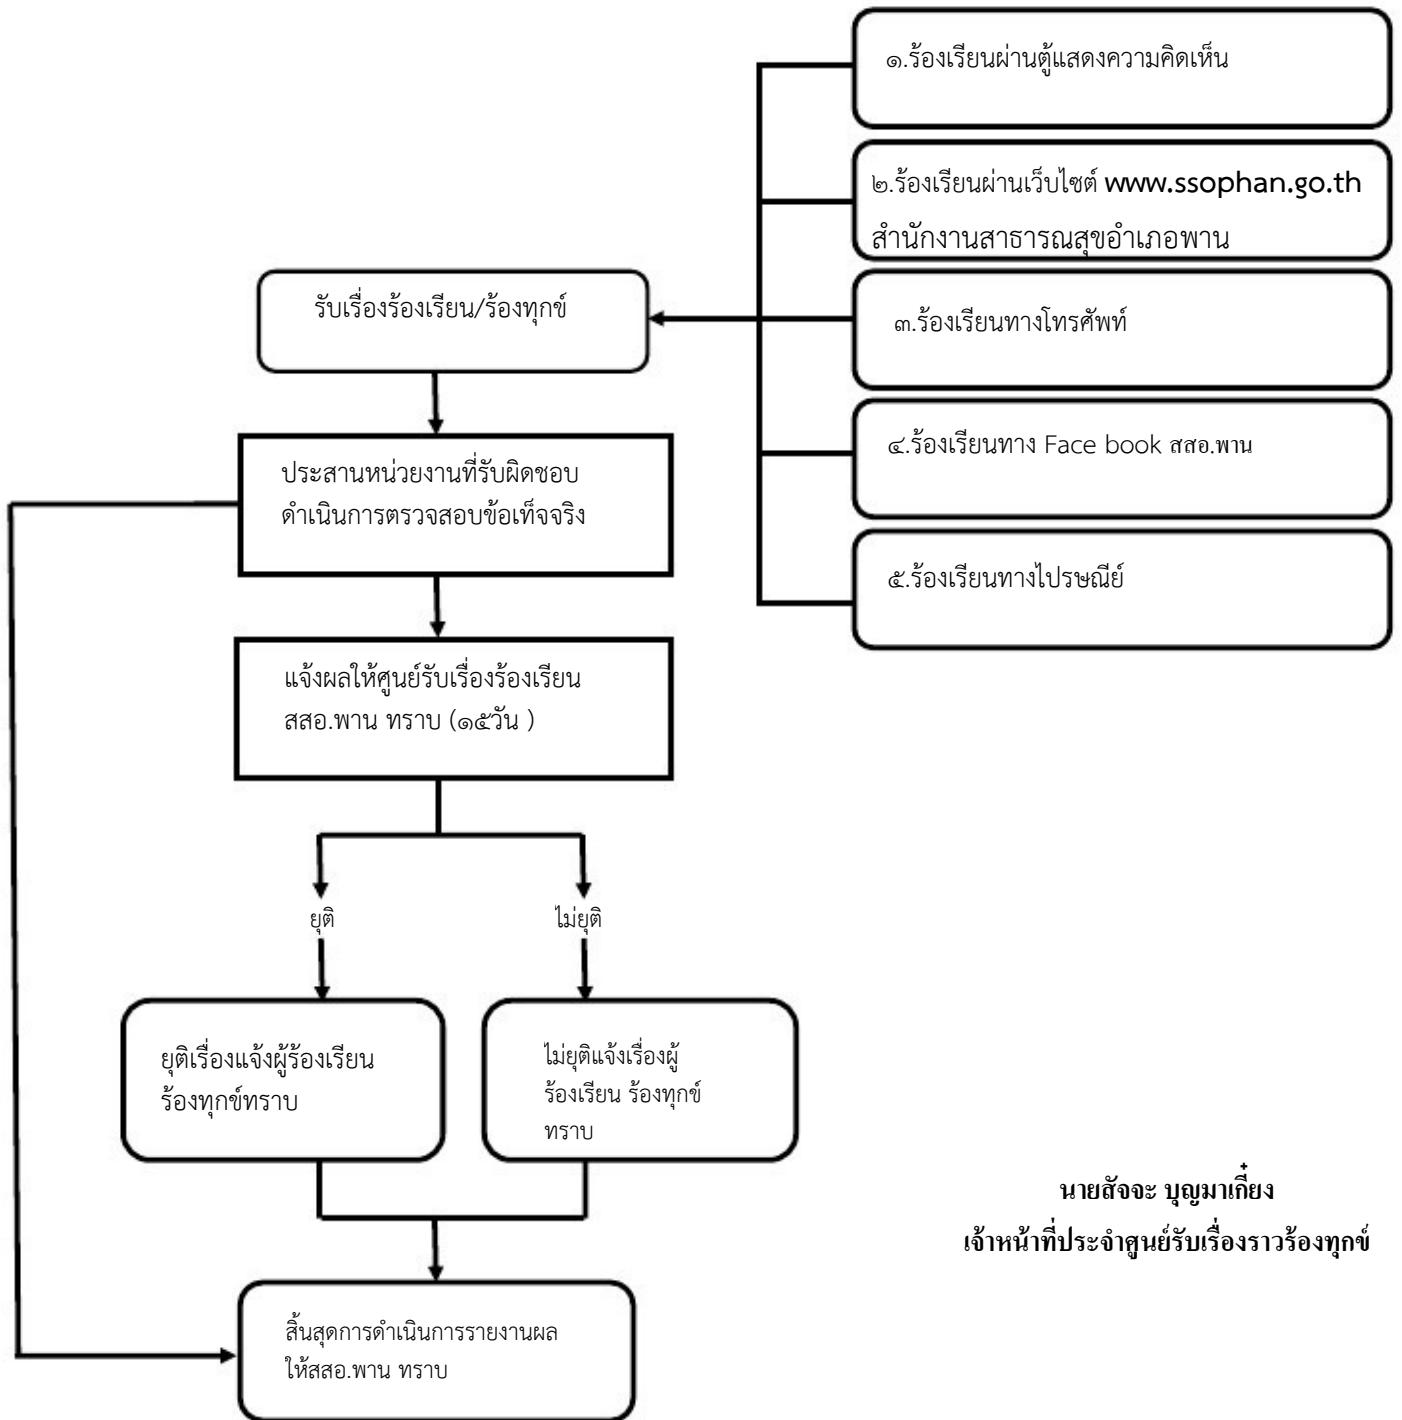 ๑.ร้องเรียนผ่านตู้แสดงความคิดเห็น
๒.ร้องเรียนผ่านเว็บไซต์ www.ssophan.go.th
สำนักงานสาธารณสุขอำเภอพาน
๓.ร้องเรียนทางโทรศัพท์
๔.ร้องเรียนทาง Face book สสอ.พาน
๕.ร้องเรียนทางไปรษณีย์
รับเรื่องร้องเรียน/ร้องทุกข์
ประสานหน่วยงานที่รับผิดชอบ
ดำเนินการตรวจสอบข้อเท็จจริง
แจ้งผลให้ศูนย์รับเรื่องร้องเรียน
สสอ.พาน ทราบ (๑๕วัน )
ยุติ
ไม่ยุติ
ยุติเรื่องแจ้งผู้ร้องเรียน
ร้องทุกข์ทราบ
ไม่ยุติแจ้งเรื่องผู้
ร้องเรียน ร้องทุกข์
ทราบ
สิ้นสุดการดำเนินการรายงานผล
ให้สสอ.พาน ทราบ
นายสัจจะ บุญมาเกี๋ยง
เจ้าหน้าที่ประจำศูนย์รับเรื่องราวร้องทุกข์